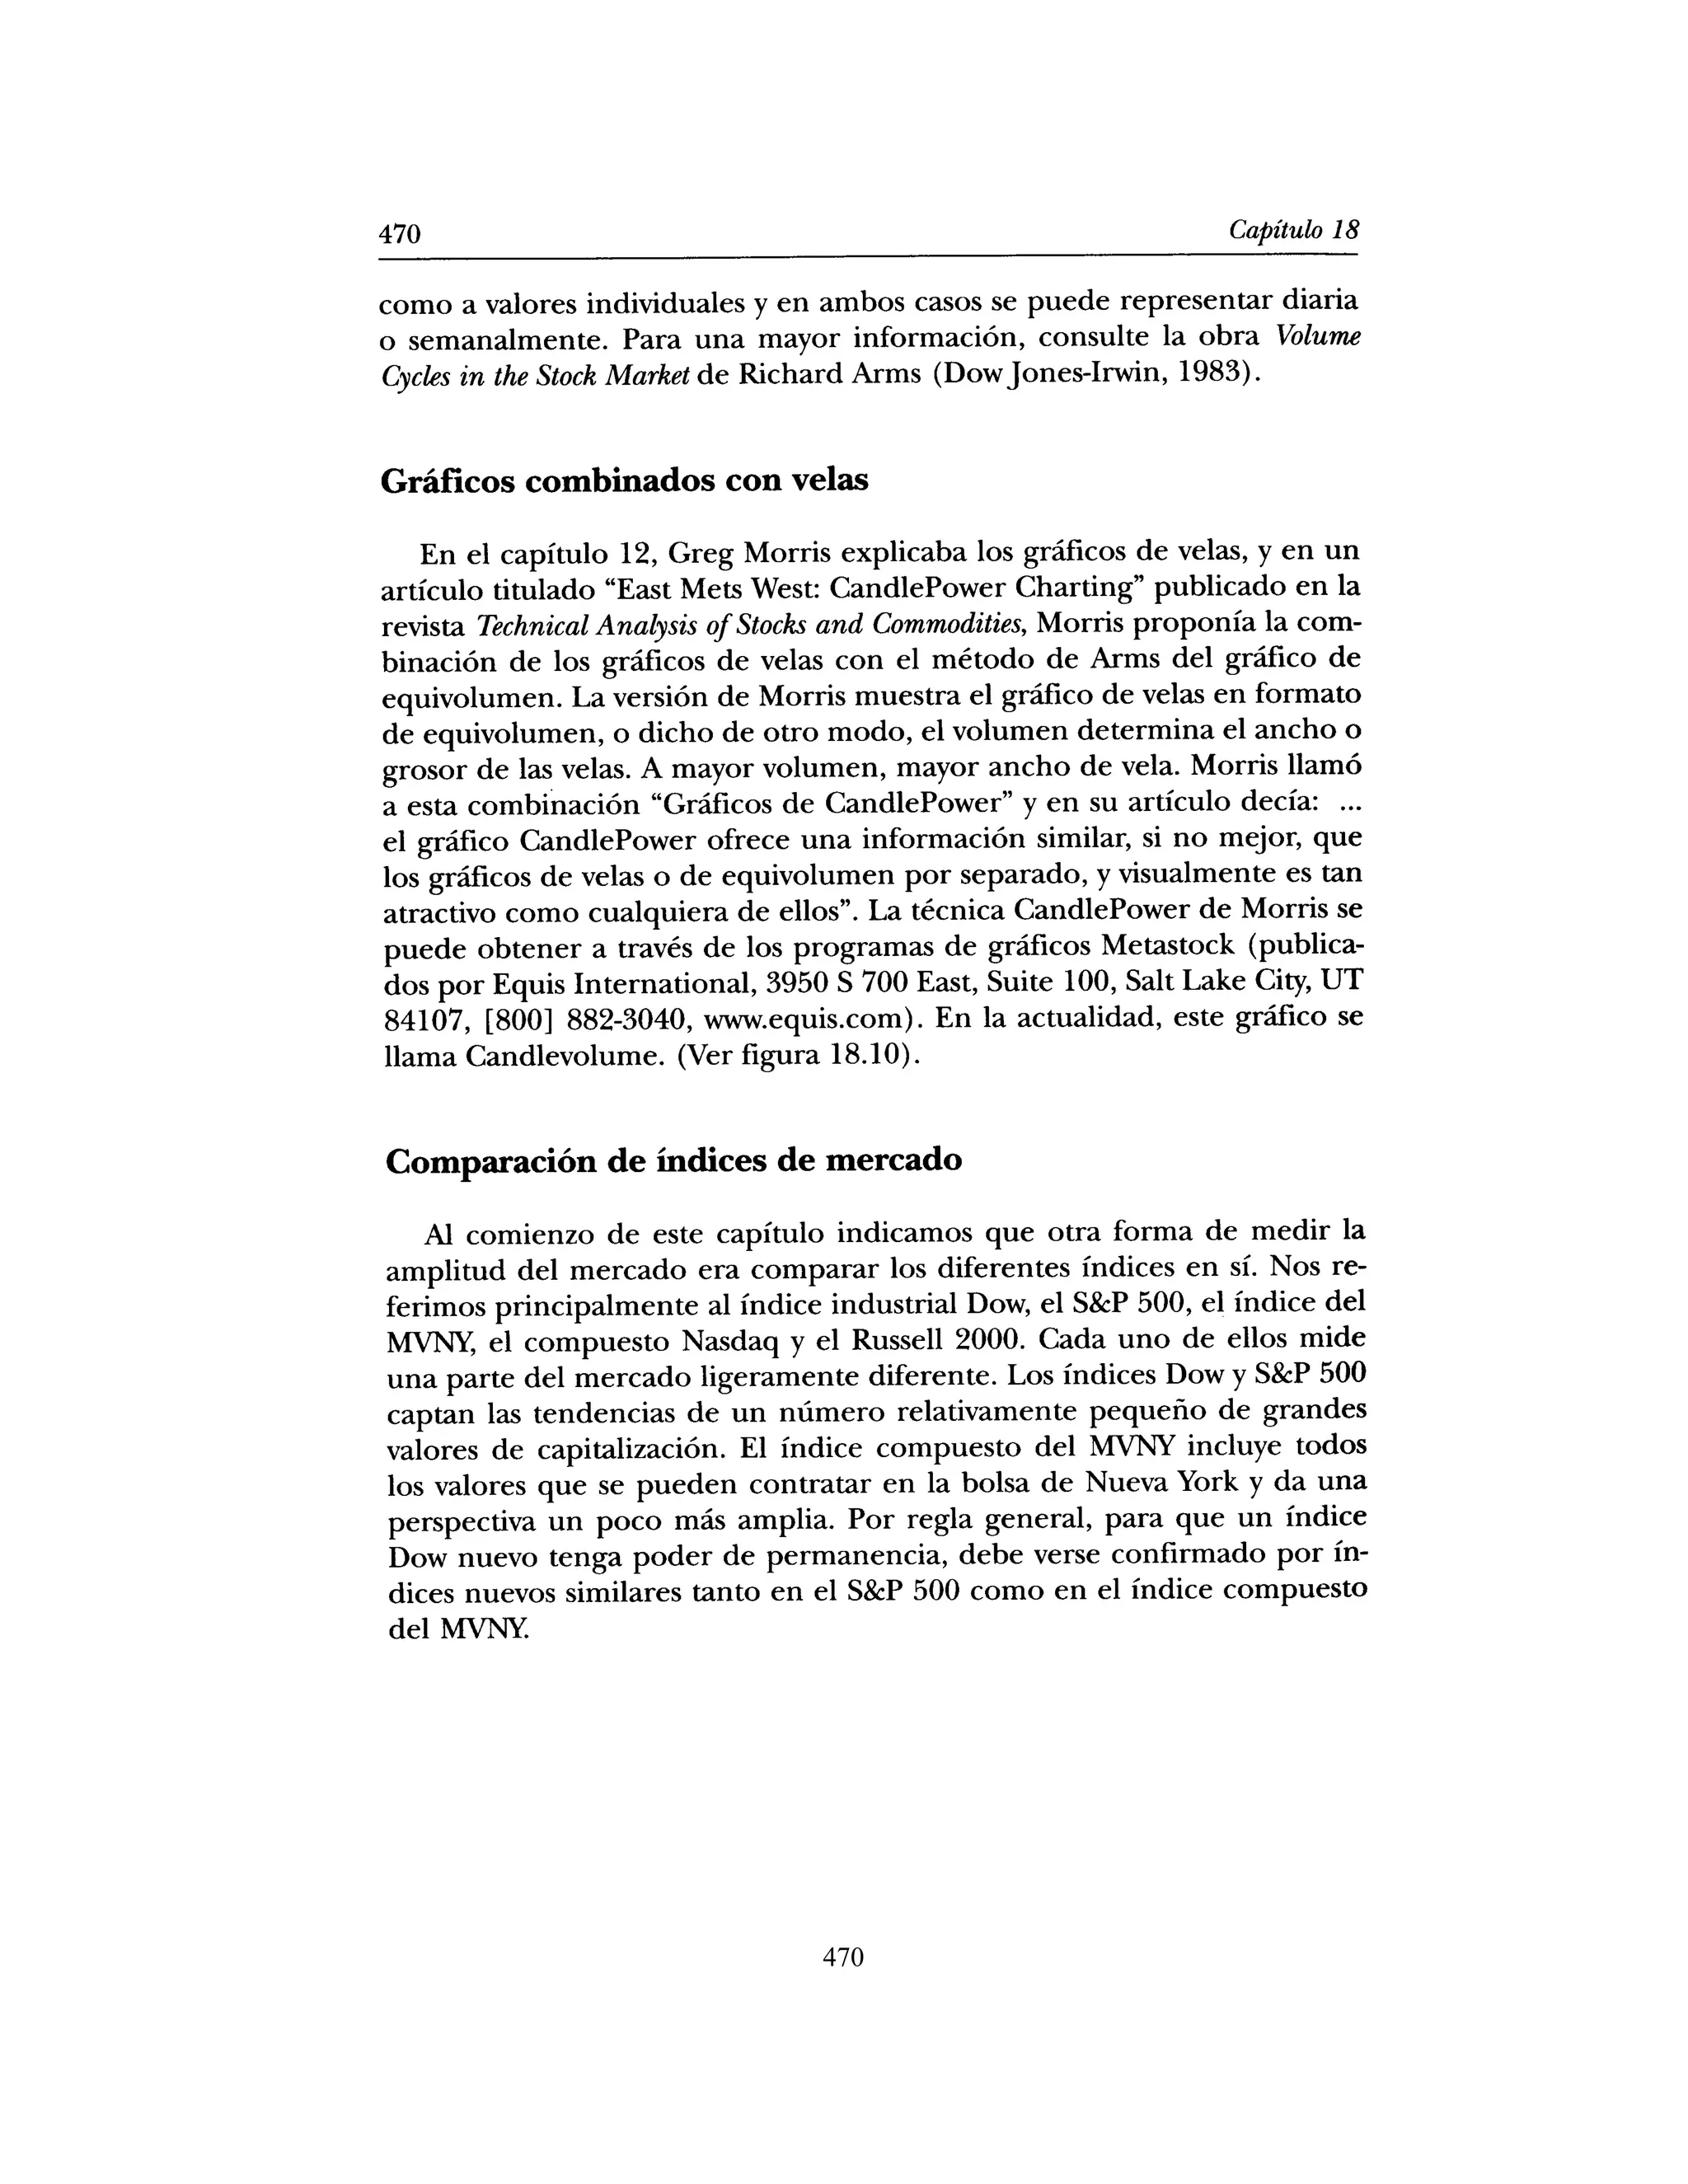 470 Capítulo 18
como a valores individuales y en ambos casos se puede representar diaria
o semanalmente. Para una mayor información, consulte la obra Volume
Cycles in the Stock Market de Richard Arms (Dow Jones-Irwin, 1983).
Gráficos combinados con velas
En el capítulo 12, Greg Morris explicaba los gráficos de velas, y en un
artículo titulado “East Mets West: CandlePower Charting” publicado en la
revista Technical Analysis of Stocks and Commodities, Morris proponía la com-
binación de los gráficos de velas con el método de Arms del gráfico de
equivolumen. La versión de Morris muestra el gráfico de velas en formato
de equivolumen, o dicho de otro modo, el volumen determina el ancho o
grosor de las velas. A mayor volumen, mayor ancho de vela. Morris llamó
a esta combinación “Gráficos de CandlePower” y en su artículo decía: ...
el gráfico CandlePower ofrece una información similar, si no mejor, que
los gráficos de velas o de equivolumen por separado, y visualmente es tan
atractivo como cualquiera de ellos”. La técnica CandlePower de Morris se
puede obtener a través de los programas de gráficos Metastock (publica-
dos por Equis International, 3950 S 700 East, Suite 100, Salt Lake City, UT
84107, [800] 882-3040, www.equis.com). En la actualidad, este gráfico se
llama Candlevolume. (Ver figura 18.10).
Comparación de índices de mercado
Al comienzo de este capítulo indicamos que otra forma de medir la
amplitud del mercado era comparar los diferentes índices en sí. Nos re-
ferimos principalmente al índice industrial Dow, el S&P 500, el índice del
MVNY, el compuesto Nasdaq y el Russell 2000. Cada uno de ellos mide
una parte del mercado ligeramente diferente. Los índices Dow y S&P 500
captan las tendencias de un número relativamente pequeño de grandes
valores de capitalización. El índice compuesto del MVNY incluye todos
los valores que se pueden contratar en la bolsa de Nueva York y da una
perspectiva un poco más amplia. Por regla general, para que un índice
Dow nuevo tenga poder de permanencia, debe verse confirmado por ín-
dices nuevos similares tanto en el S&P 500 como en el índice compuesto
del MVNY.
470